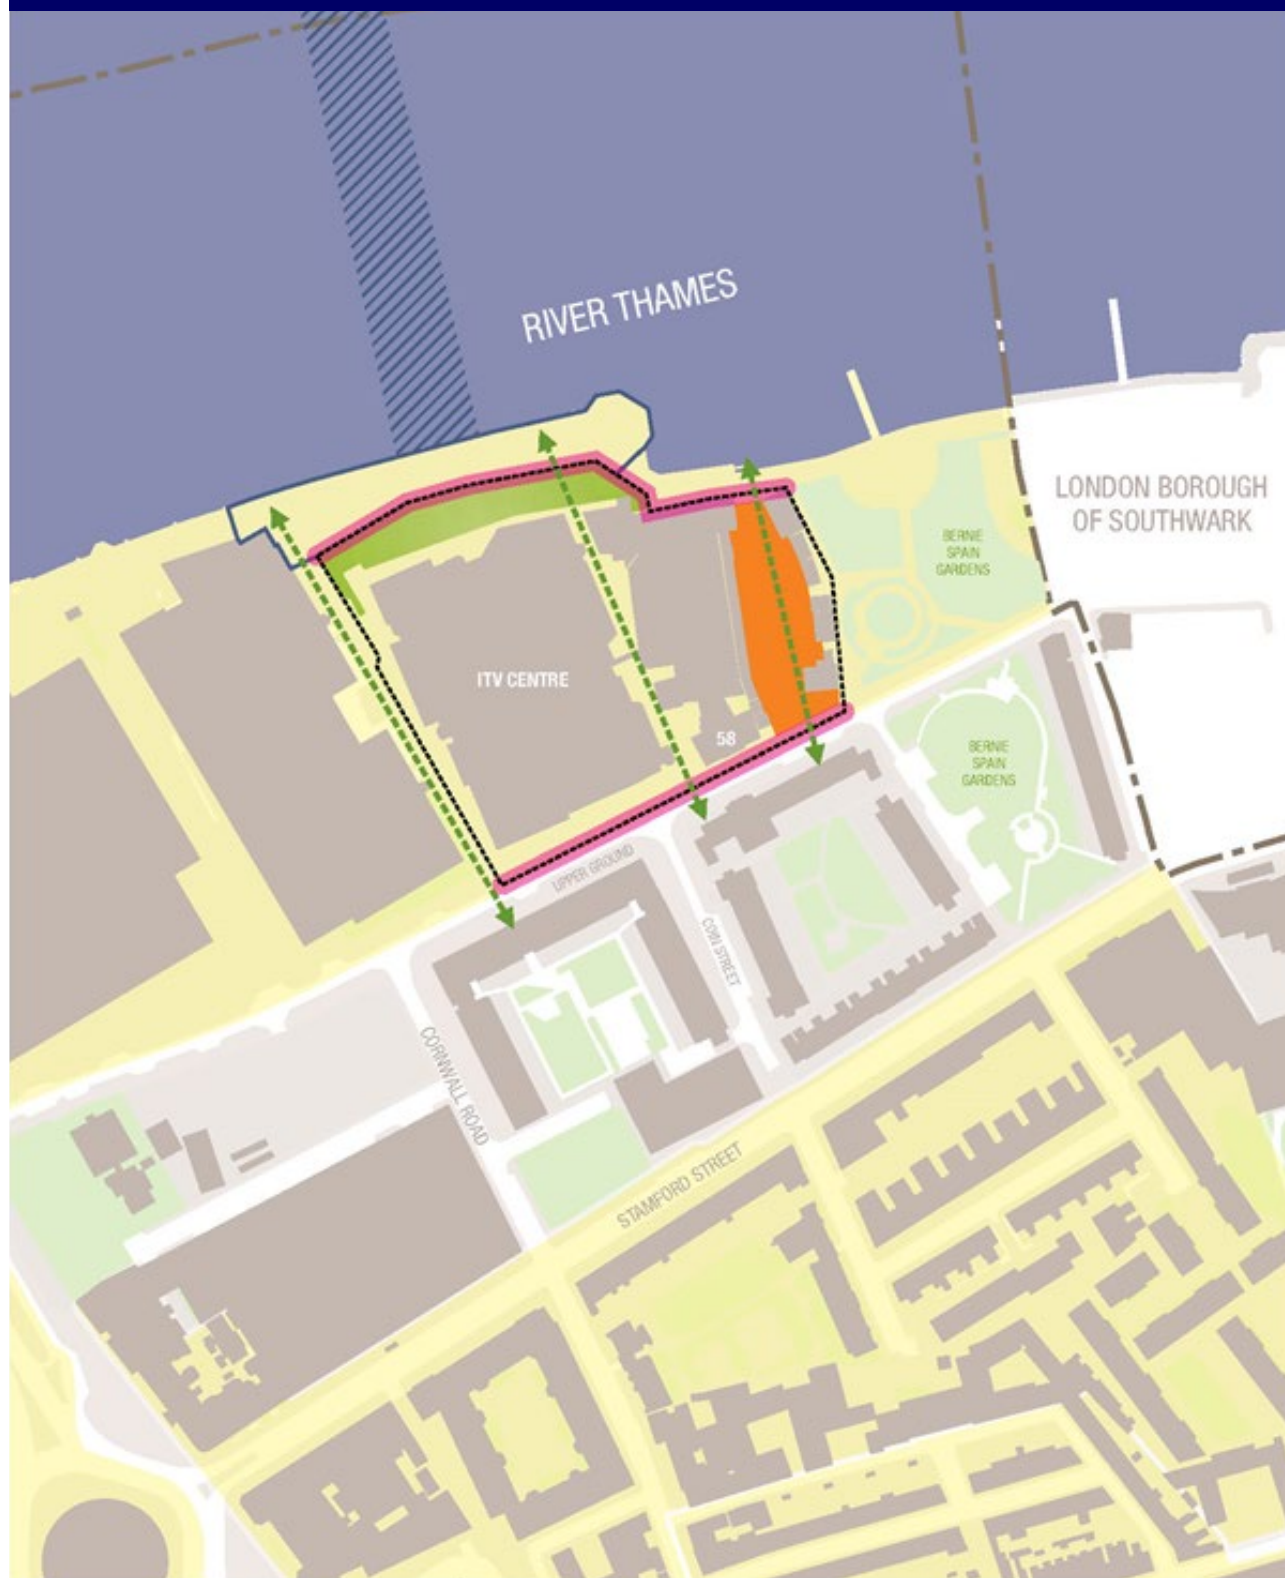 RIVER THAMES
LONDON BOROUGH
OF SOUTHWARK
BERNIE
SPAIN
GARDENS
ITV CENTRE
58
BERNIE
SPAIN
GARDENS
UPPER GROUND
COIN STREET
CORNWALL ROAD
STAMFORD STREET